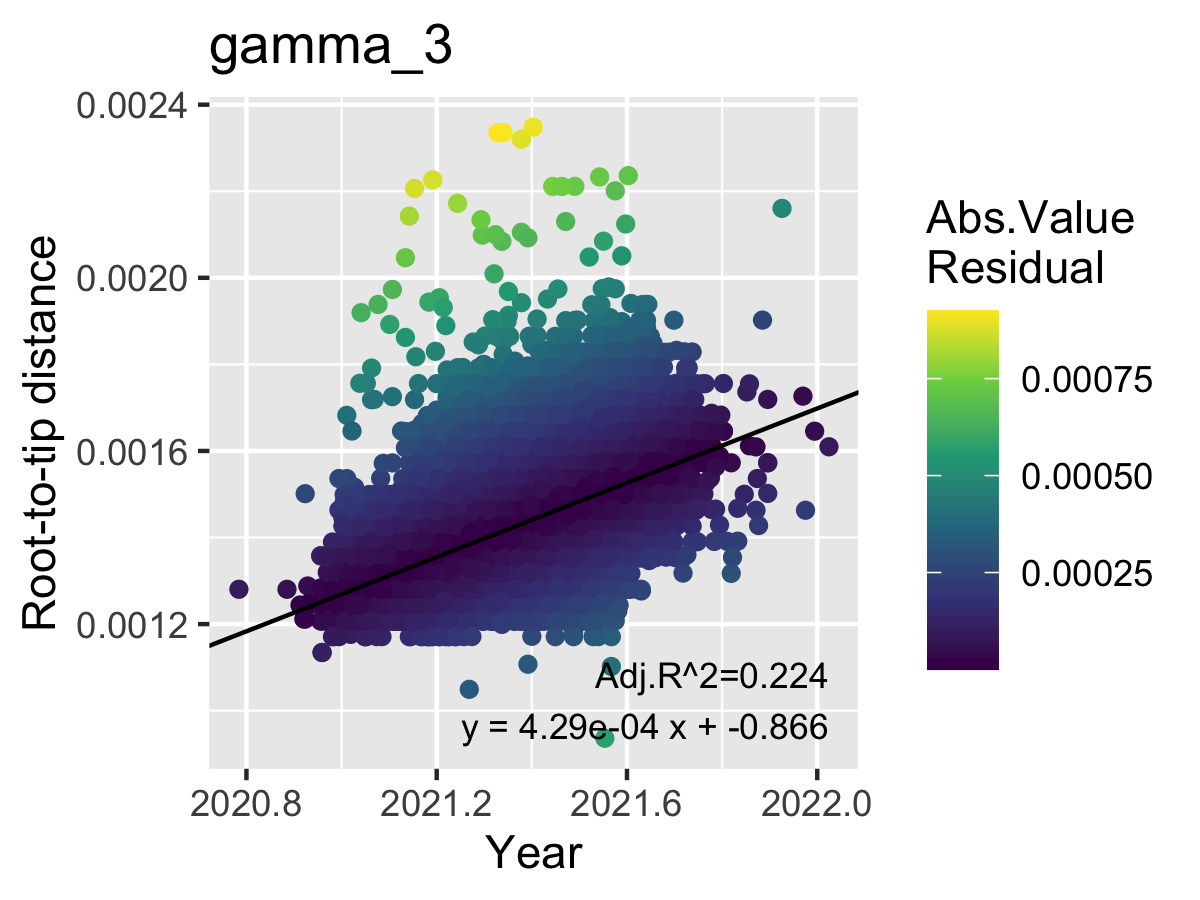 gamma_3
0.0024
0.0020
0.0016
0.0012
Root-to-tip distance
Adj.R^2=0.224
y = 4.29e-04 x + -0.866
2020.8
2021.2
2021.6
2022.0
Year
Abs.Value
Residual
0.00075
0.00050
0.00025